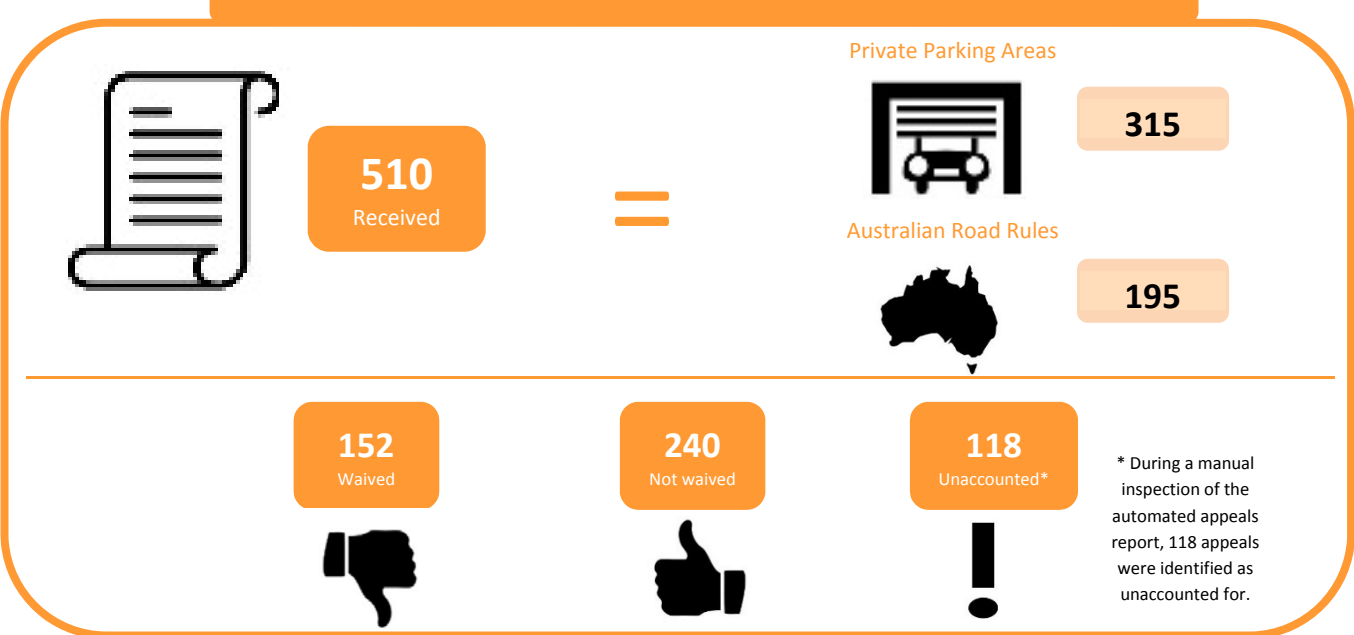 Private Parking Areas
315
510
Received
=
Australian Road Rules
195
152
Waived
240
Not waived
118
Unaccounted*
* During a manual
inspection of the
automated appeals
report, 118 appeals
were identified as
unaccounted for.